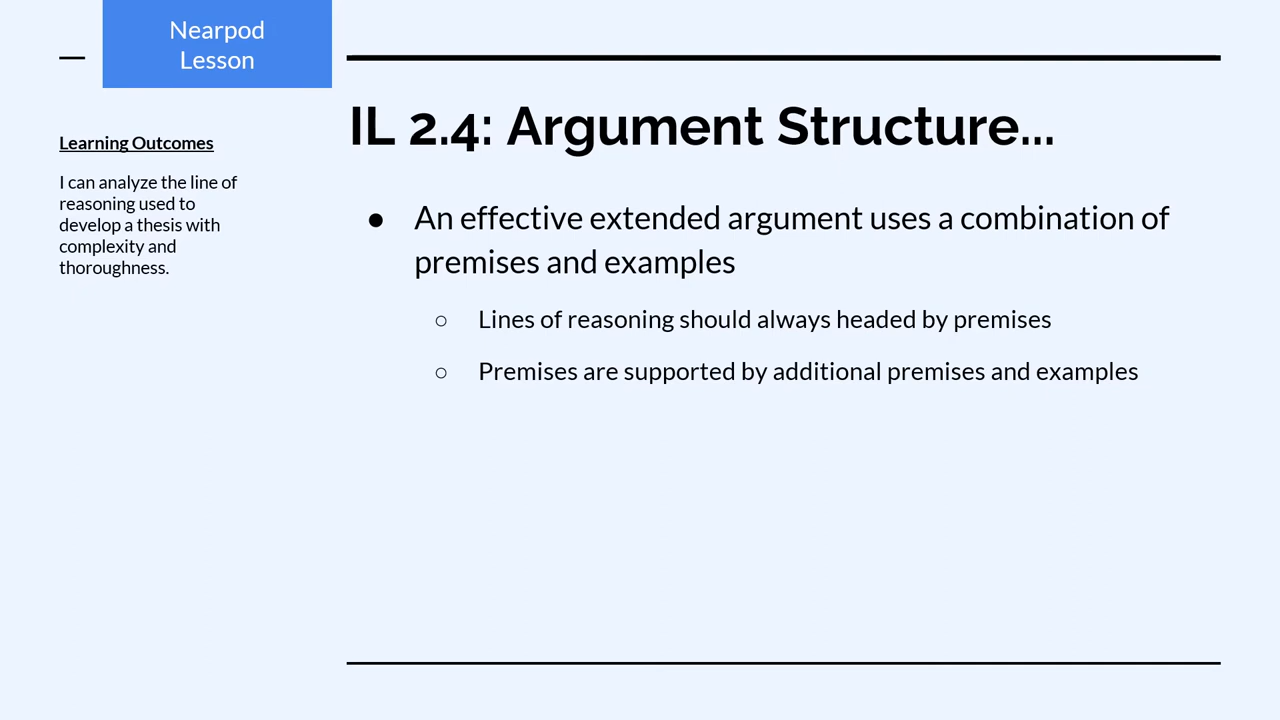 Nearpod
Lesson
Learning Outcomes
I can analyze the line of
reasoning used to
develop a thesis with
complexity and
thoroughness.
IL 2.4: Argument Structure...
● An effective extended argument uses a combination of
premises and examples
○ Lines of reasoning should always headed by premises
○ Premises are supported by additional premises and examples